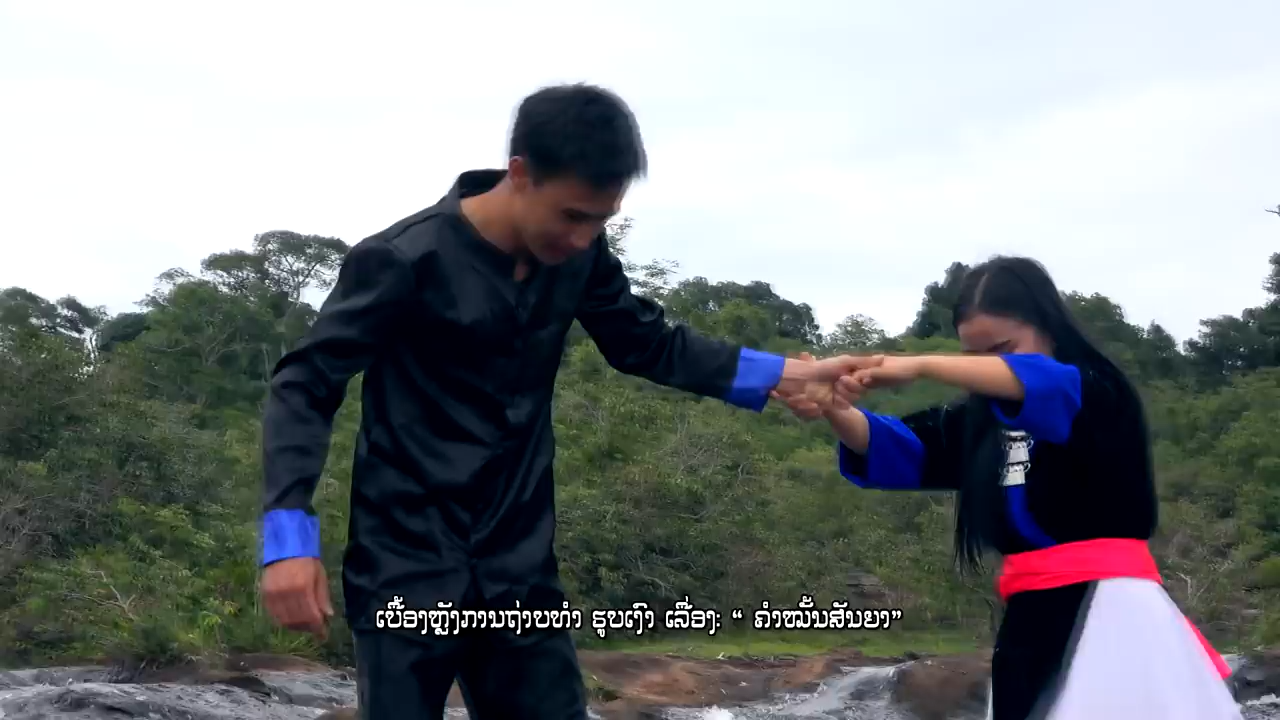 ເບື້ອງຫຼັງການຖ່າຍທຳ ຮູບເງົາ ເລື່ອງ: “ ຄຳໝັ້ນສັນຍາ”